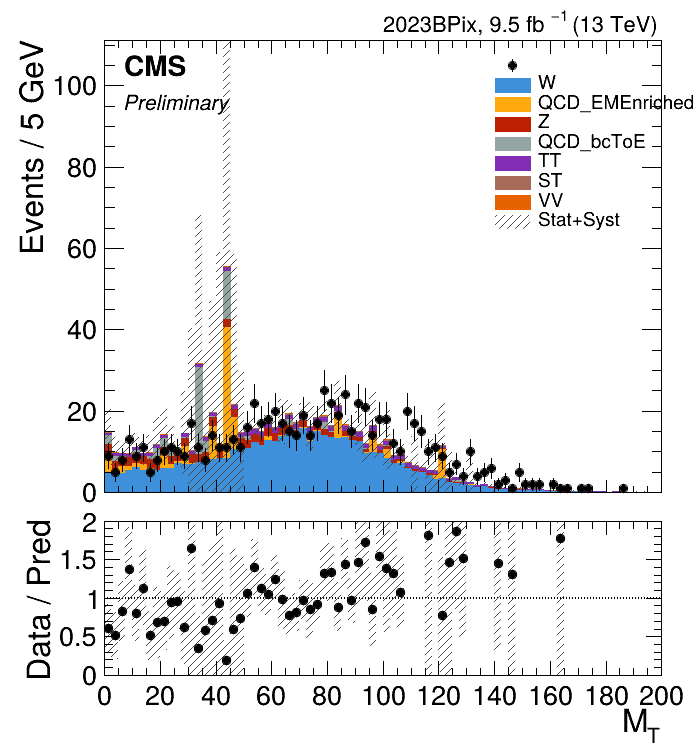 2023BPix, 9.5 fb⁻¹ (13 TeV)
Events / 5 GeV
CMS
Preliminary
W
QCD_EMEnriched
Z
QCD_bcToE
TT
ST
VV
Stat+Syst
100
80
60
40
20
0
Data / Pred
2
1.5
1
0.5
0
0 20 40 60 80 100 120 140 160 180 200
M_T